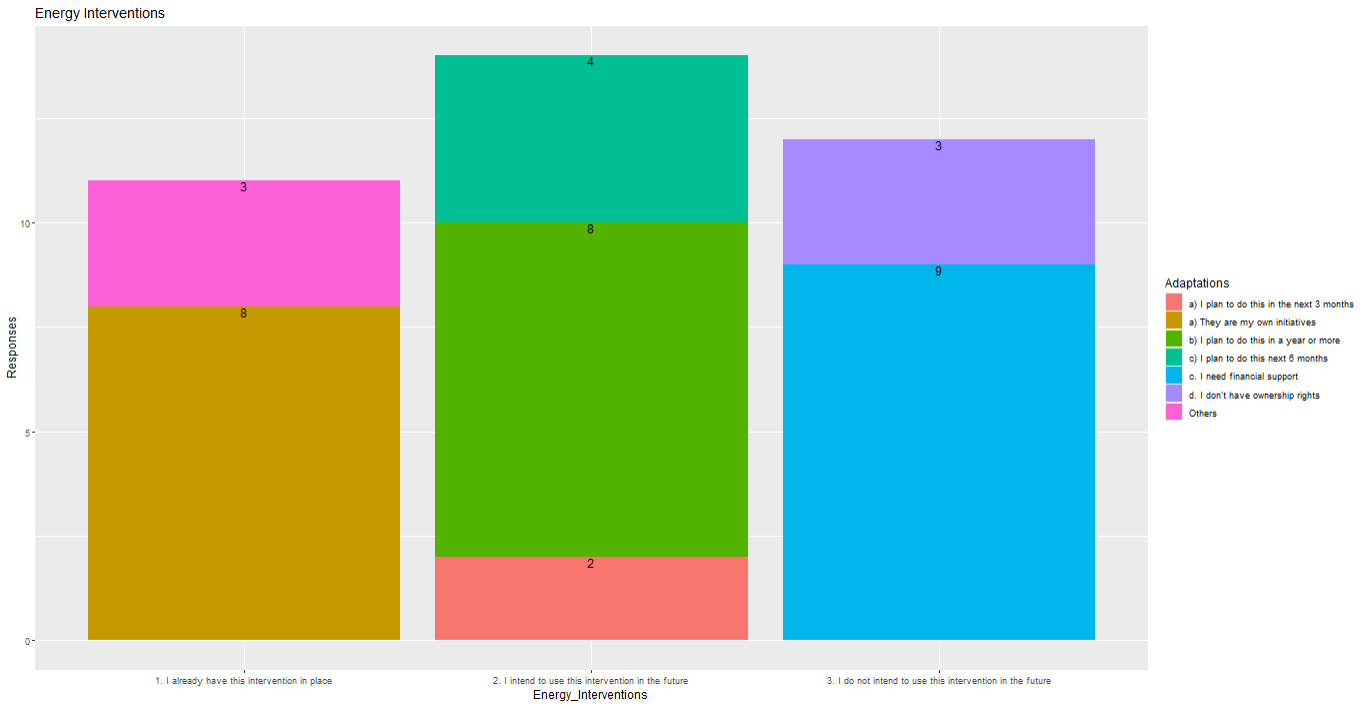 Energy Interventions
4
3
3
8
9
8
2
10
5
0
Responses
1. I already have this intervention in place
2. I intend to use this intervention in the future
3. I do not intend to use this intervention in the future
Energy_Interventions
Adaptations
a) I plan to do this in the next 3 months
a) They are my own initiatives
b) I plan to do this in a year or more
c) I plan to do this next 6 months
c. I need financial support
d. I don't have ownership rights
Others